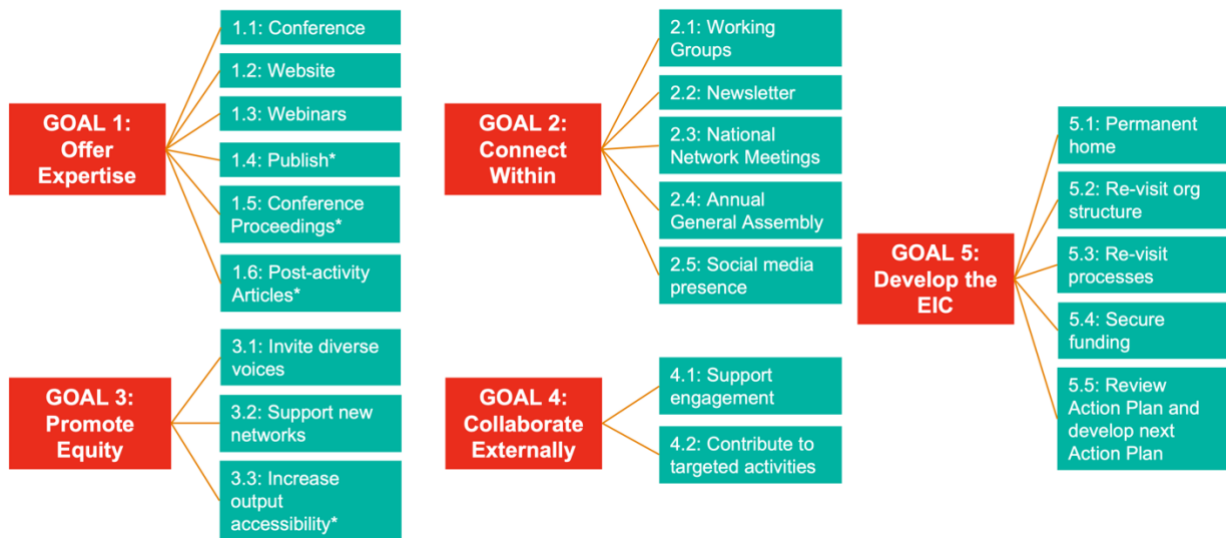 GOAL 1:
Offer
Expertise
1.1: Conference
1.2: Website
1.3: Webinars
1.4: Publish*
1.5: Conference
Proceedings*
1.6: Post-activity
Articles*
GOAL 2:
Connect
Within
2.1: Working
Groups
2.2: Newsletter
2.3: National
Network Meetings
2.4: Annual
General Assembly
2.5: Social media
presence
GOAL 3:
Promote
Equity
3.1: Invite diverse
voices
3.2: Support new
networks
3.3: Increase
output
accessibility*
GOAL 4:
Collaborate
Externally
4.1: Support
engagement
4.2: Contribute to
targeted activities
GOAL 5:
Develop the
EIC
5.1: Permanent
home
5.2: Re-visit org
structure
5.3: Re-visit
processes
5.4: Secure
funding
5.5: Review
Action Plan and
develop next
Action Plan